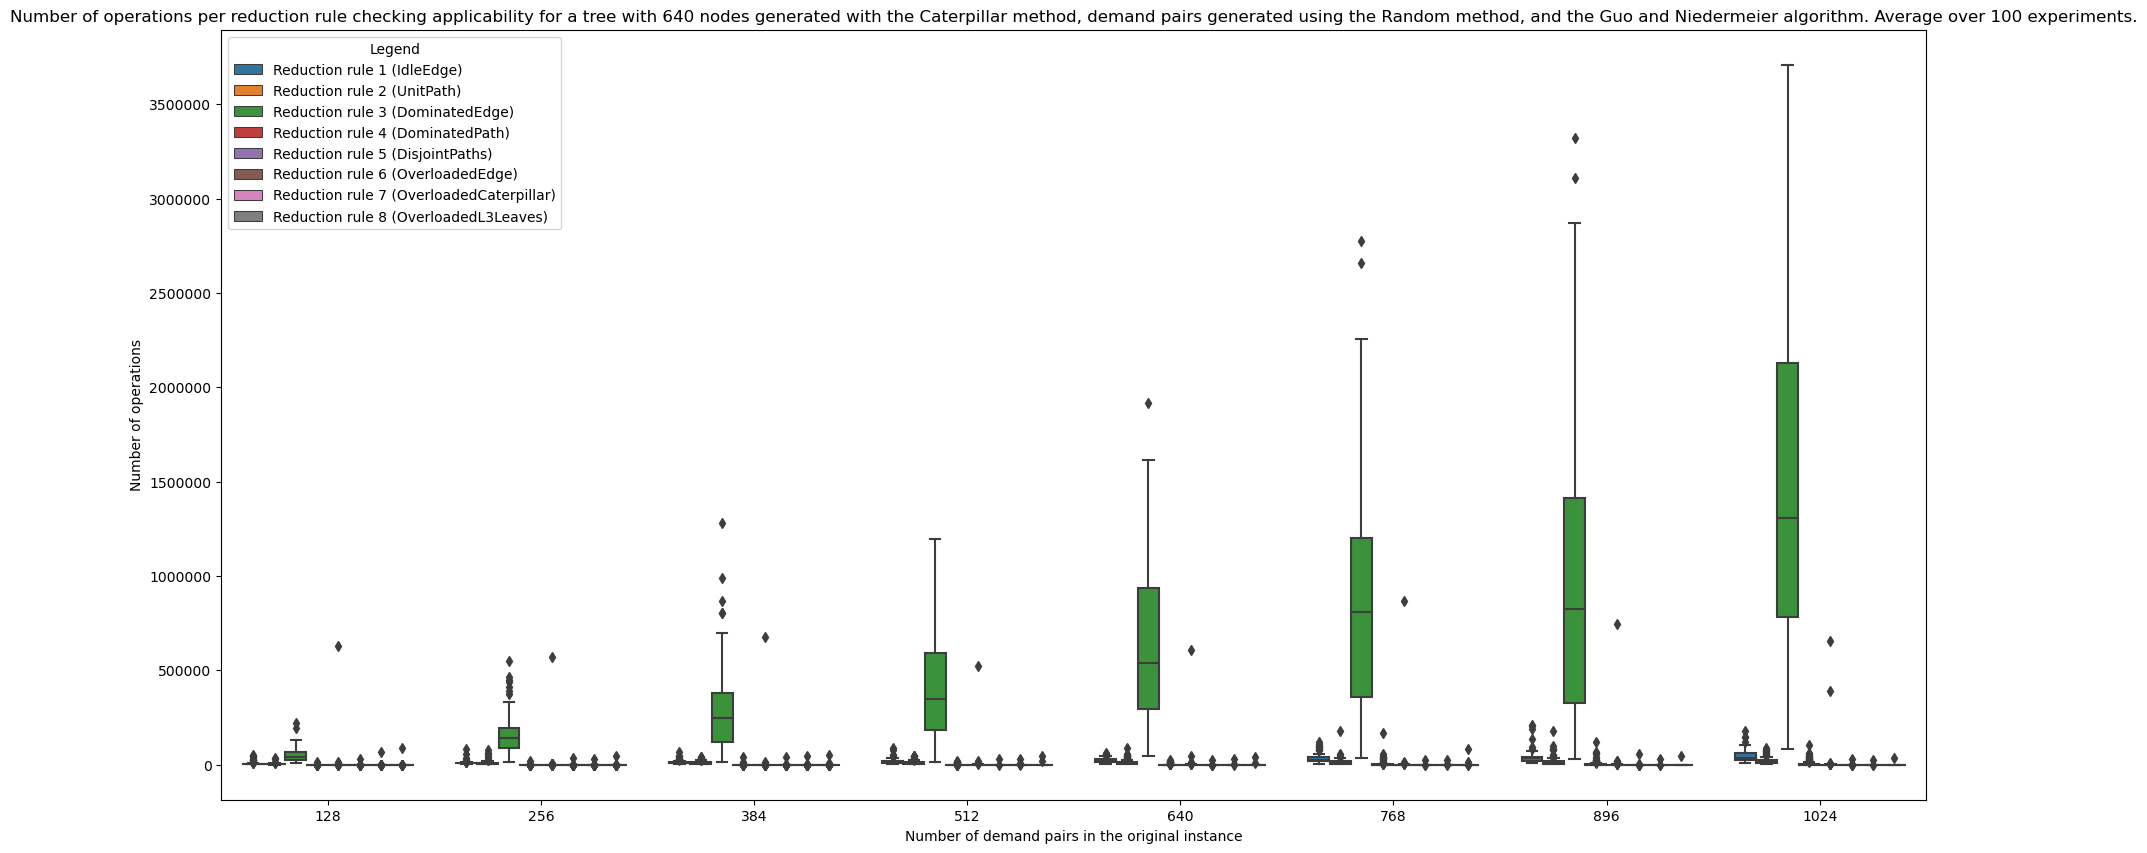 Number of operations per reduction rule checking applicability for a tree with 640 nodes generated with the Caterpillar method, demand pairs generated using the Random method, and the Guo and Niedermeier algorithm. Average over 100 experiments.
Legend
Reduction rule 1 (IdleEdge)
Reduction rule 2 (UnitPath)
Reduction rule 3 (DominatedEdge)
Reduction rule 4 (DominatedPath)
Reduction rule 5 (DisjointPaths)
Reduction rule 6 (OverloadedEdge)
Reduction rule 7 (OverloadedCaterpillar)
Reduction rule 8 (OverloadedL3Leaves)
Number of operations
3500000
3000000
2500000
2000000
1500000
1000000
500000
0
128 256 384 512 640 768 896 1024
Number of demand pairs in the original instance